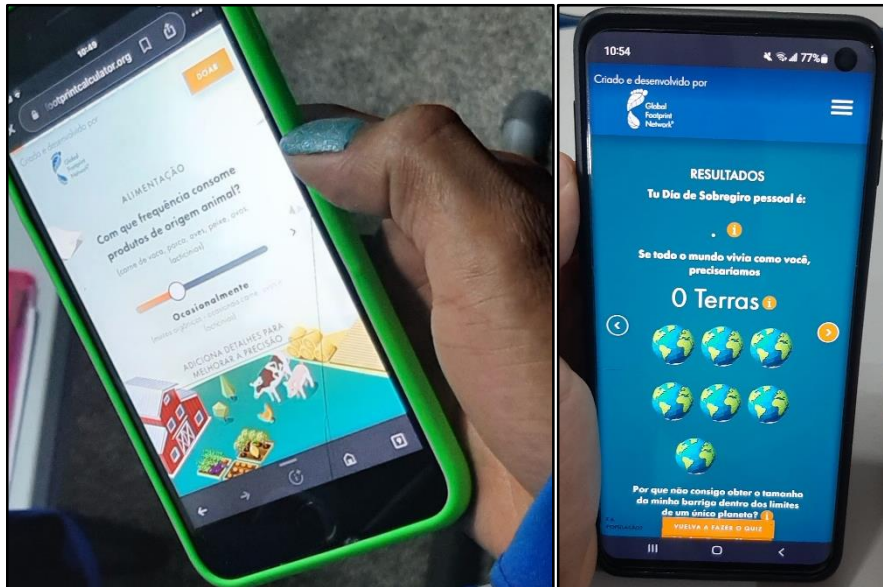 10:49
footprintcalculator.org
Criado e desenvolvido por
Global
Footprint
Network
DOAR
ALIMENTAÇÃO
Com que frequência consome
produtos de origem animal?
(carne de vaca, porco, aves, peixe, ovos,
lacticínios)
Ocasionalmente
ADICIONA DETALHES PARA
MELHORAR A PRECISÃO
10:54
77%
Criado e desenvolvido por
Global
Footprint
Network®
RESULTADOS
Tu Dia de Sobregiro pessoal é:
. i
Se todo o mundo vivia como você,
precisaríamos
0 Terras i
Por que não consigo obter o tamanho
da minha barriga dentro dos limites
de um único planeta? i
VUELVA A FAZER O QUIZ